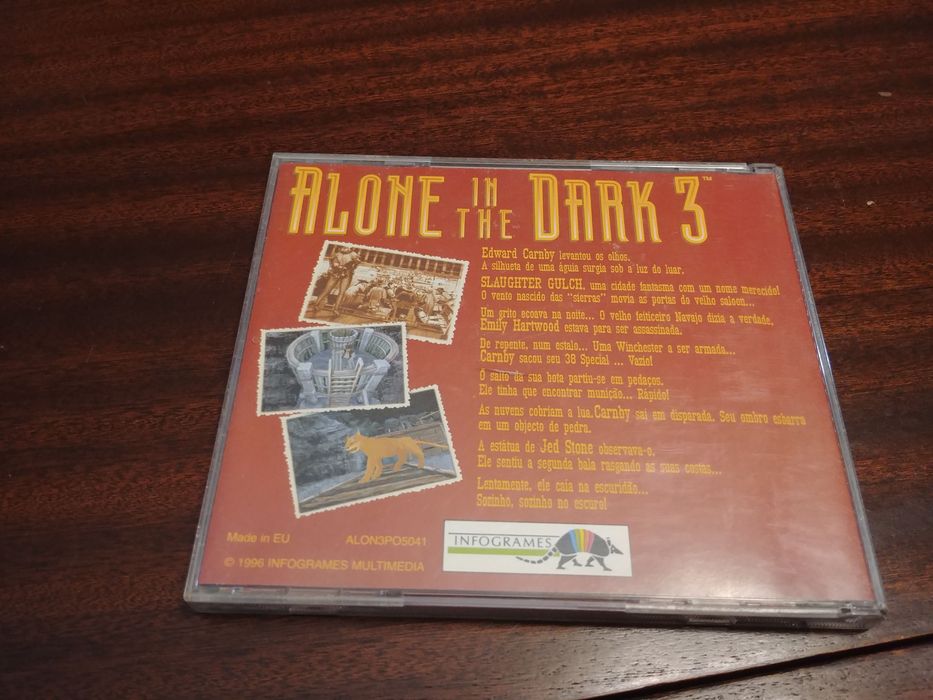 ALONE IN THE DARK 3™
Edward Carnby levantou os olhos.
A silhueta de uma águia surgia sob a luz do luar.
SLAUGHTER GULCH, uma cidade fantasma com um nome merecido!
O vento nascido das "sierras" movia as portas do velho saloon...
Um grito ecoava na noite... O velho feiticeiro Navajo dizia a verdade,
Emily Hartwood estava para ser assassinada.
De repente, num estalo... Uma Winchester a ser armada...
Carnby sacou seu 38 Special ... Vazio!
O salto da sua bota partiu-se em pedaços.
Ele tinha que encontrar munição... Rápido!
As nuvens cobriam a lua. Carnby sai em disparada. Seu ombro esbarra
em um objecto de pedra.
A estátua de Jed Stone observava-o.
Ele sentiu a segunda bala rasgando as suas costas...
Lentamente, ele caia na escuridão...
Sozinho, sozinho no escuro!
Made in EU
ALON3PO5041
© 1996 INFOGRAMES MULTIMEDIA
INFOGRAMES